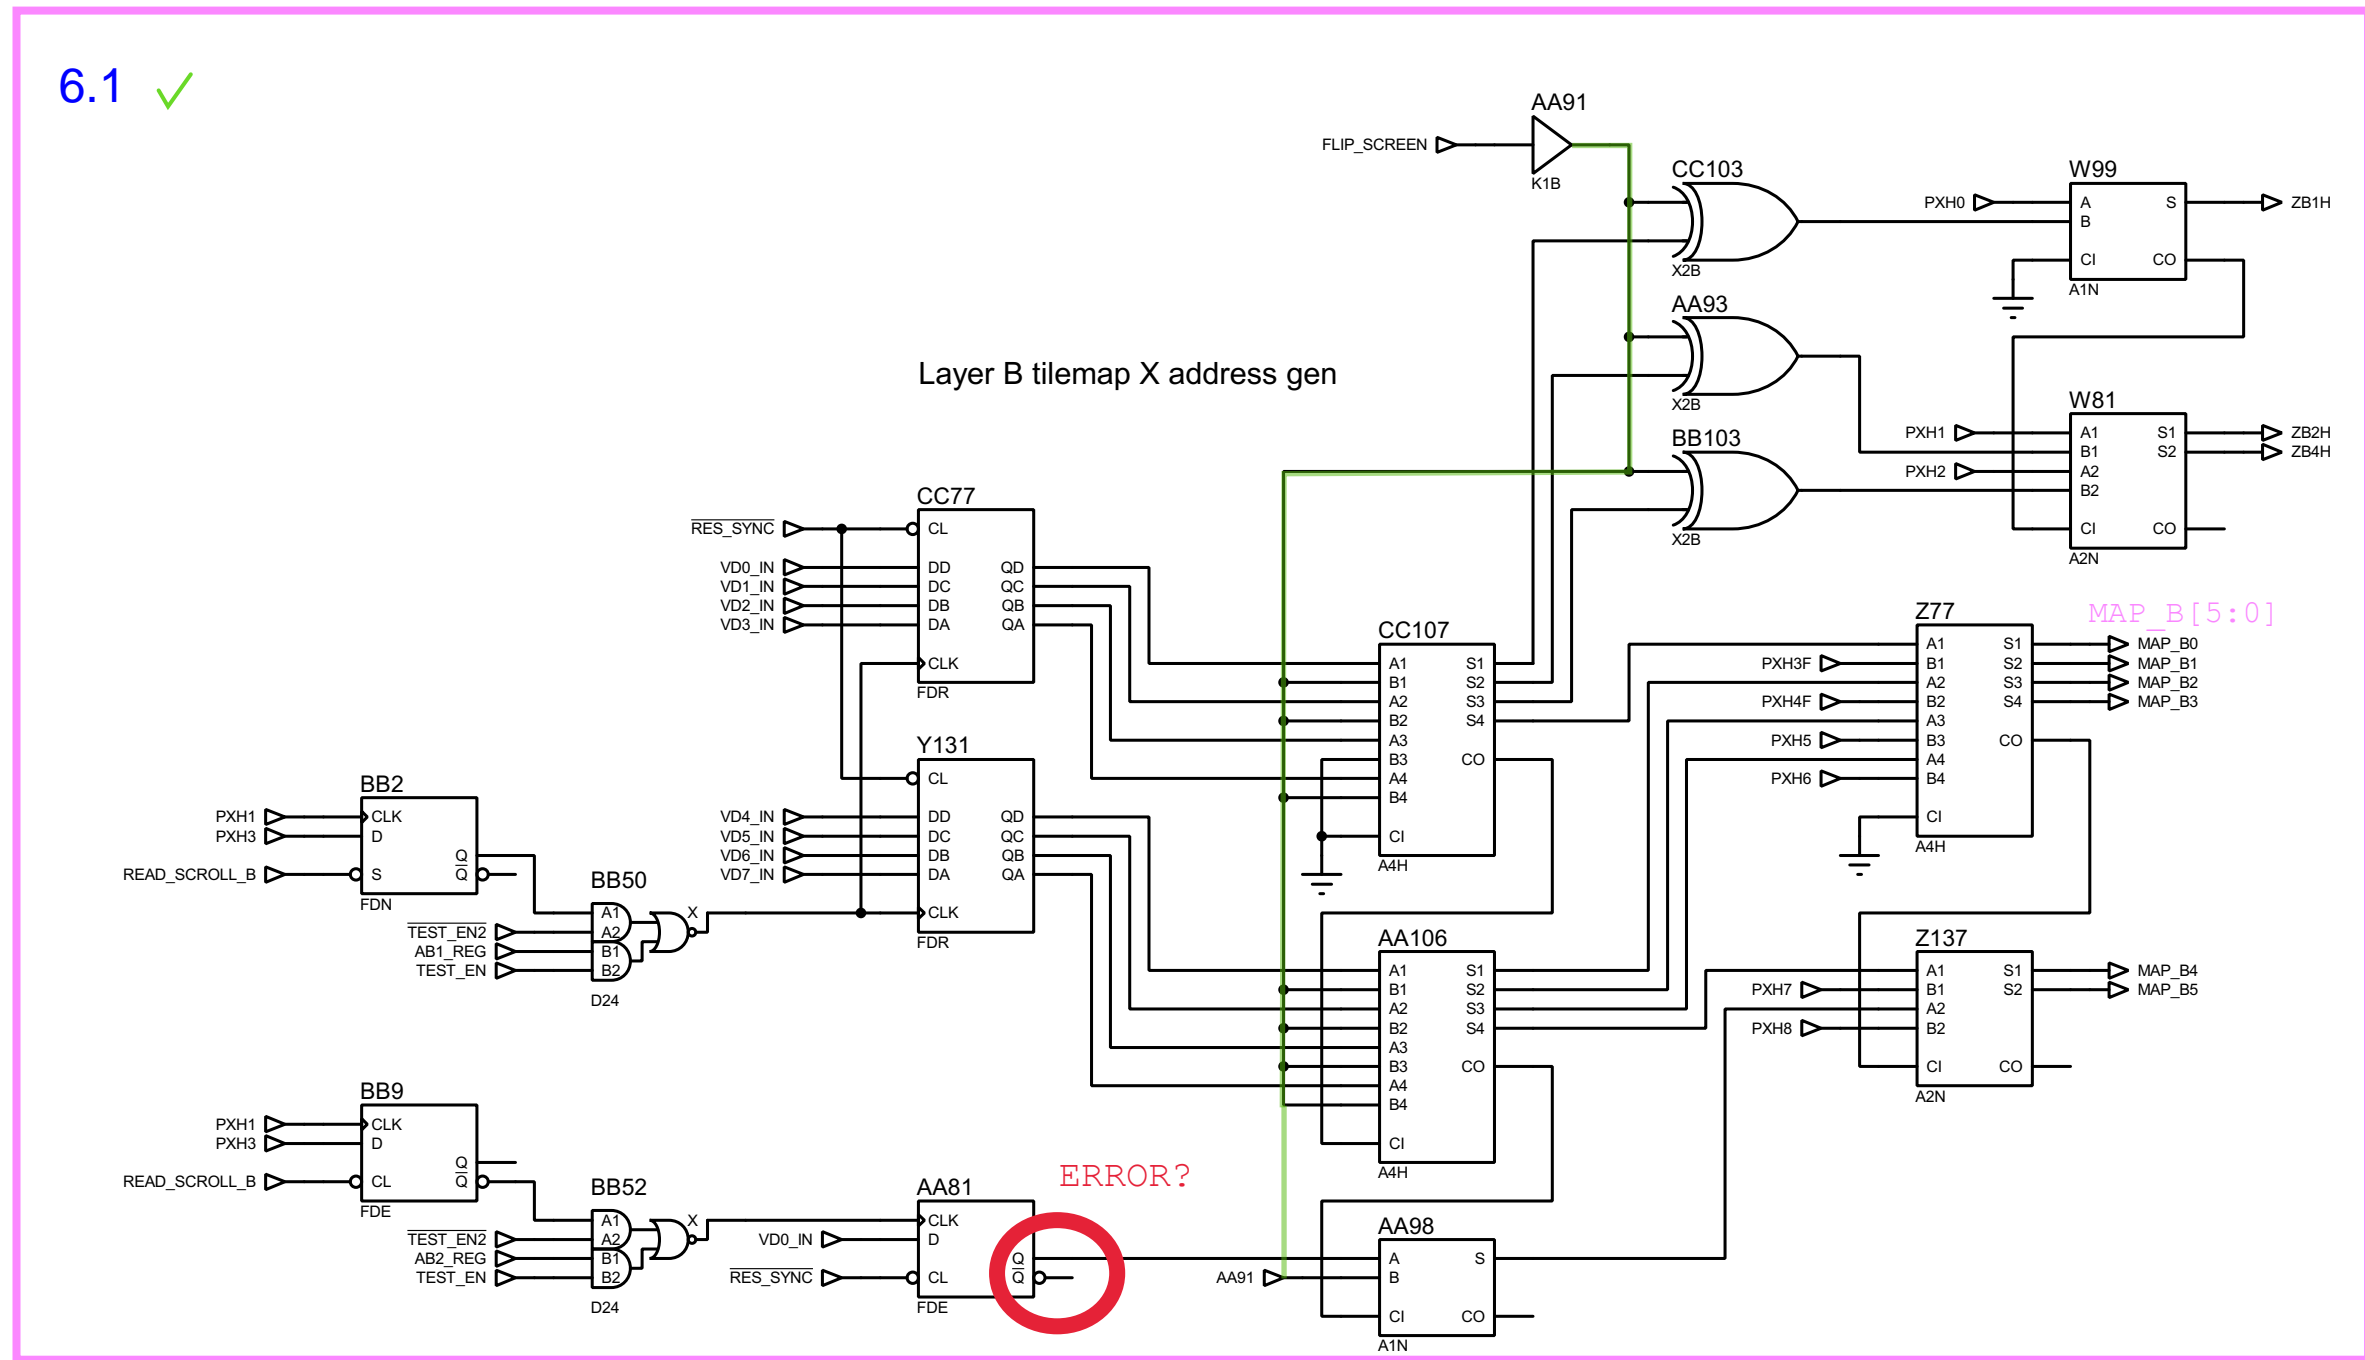 6.1
AA91
FLIP_SCREEN
K1B
CC103
X2B
W99
PXH0
A S
B
CI CO
A1N
ZB1H
AA93
X2B
Layer B tilemap X address gen
W81
PXH1
PXH2
A1 S1
B1 S2
A2
B2
CI CO
A2N
ZB2H
ZB4H
BB103
X2B
CC77
RES_SYNC
CL
VD0_IN
VD1_IN
VD2_IN
VD3_IN
DD QD
DC QC
DB QB
DA QA
CLK
FDR
Y131
CL
VD4_IN
VD5_IN
VD6_IN
VD7_IN
DD QD
DC QC
DB QB
DA QA
CLK
FDR
BB2
PXH1
PXH3
READ_SCROLL_B
CLK
D
Q
S Q
FDN
BB50
TEST_EN2
AB1_REG
TEST_EN
A1
A2
B1
B2
X
D24
CC107
A1 S1
B1 S2
A2 S3
B2 S4
A3
B3 CO
A4
B4
CI
A4H
Z77
MAP_B[5:0]
PXH3F
PXH4F
PXH5
PXH6
A1 S1
B1 S2
A2 S3
B2 S4
A3
B3 CO
A4
B4
CI
A4H
MAP_B0
MAP_B1
MAP_B2
MAP_B3
AA106
A1 S1
B1 S2
A2 S3
B2 S4
A3
B3 CO
A4
B4
CI
A4H
Z137
PXH7
PXH8
A1 S1
B1 S2
A2
B2
CI CO
A2N
MAP_B4
MAP_B5
BB9
PXH1
PXH3
READ_SCROLL_B
CLK
D
Q
CL Q
FDE
BB52
TEST_EN2
AB2_REG
TEST_EN
A1
A2
B1
B2
X
D24
AA81
ERROR?
VD0_IN
RES_SYNC
CLK
D
Q
CL Q
FDE
AA98
AA91
A S
B
CI CO
A1N